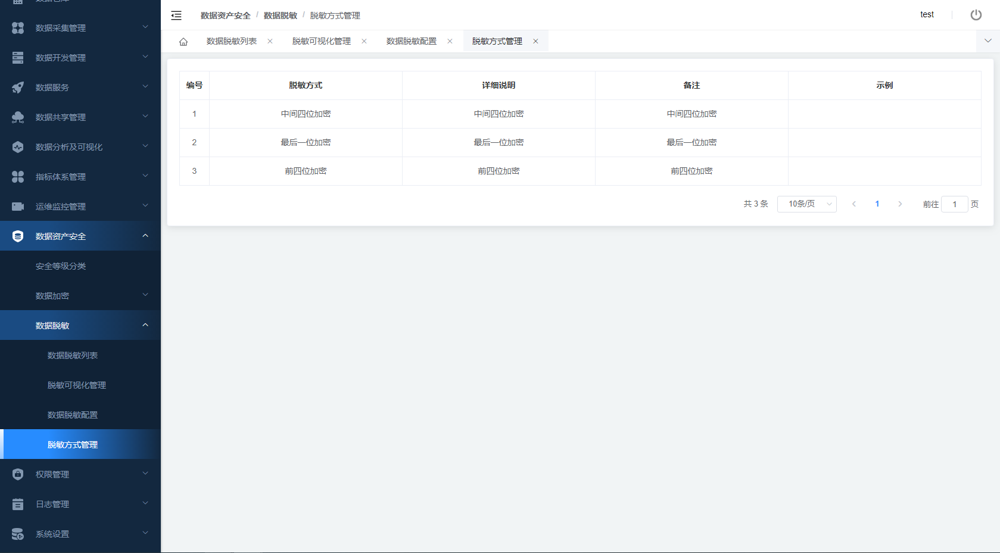 数据采集管理
数据开发管理
数据服务
数据共享管理
数据分析及可视化
指标体系管理
运维监控管理
数据资产安全
安全等级分类
数据加密
数据脱敏
数据脱敏列表
脱敏可视化管理
数据脱敏配置
脱敏方式管理
权限管理
日志管理
系统设置
数据资产安全 / 数据脱敏 / 脱敏方式管理
test
数据脱敏列表 脱敏可视化管理 数据脱敏配置 脱敏方式管理
编号 脱敏方式 详细说明 备注 示例
1 中间四位加密 中间四位加密 中间四位加密
2 最后一位加密 最后一位加密 最后一位加密
3 前四位加密 前四位加密 前四位加密
共 3 条 10条/页 1 前往 1 页